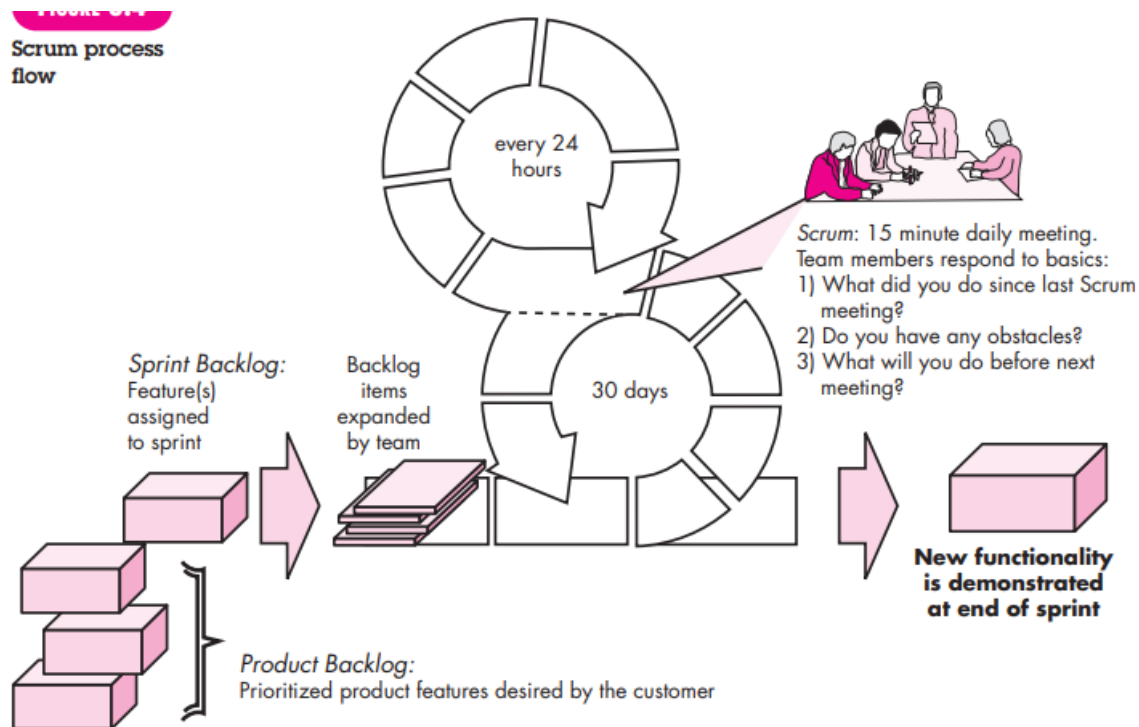 Scrum process
flow
every 24
hours
Scrum: 15 minute daily meeting.
Team members respond to basics:
1) What did you do since last Scrum
meeting?
2) Do you have any obstacles?
3) What will you do before next
meeting?
Sprint Backlog:
Feature(s)
assigned
to sprint
Backlog
items
expanded
by team
30 days
New functionality
is demonstrated
at end of sprint
Product Backlog:
Prioritized product features desired by the customer